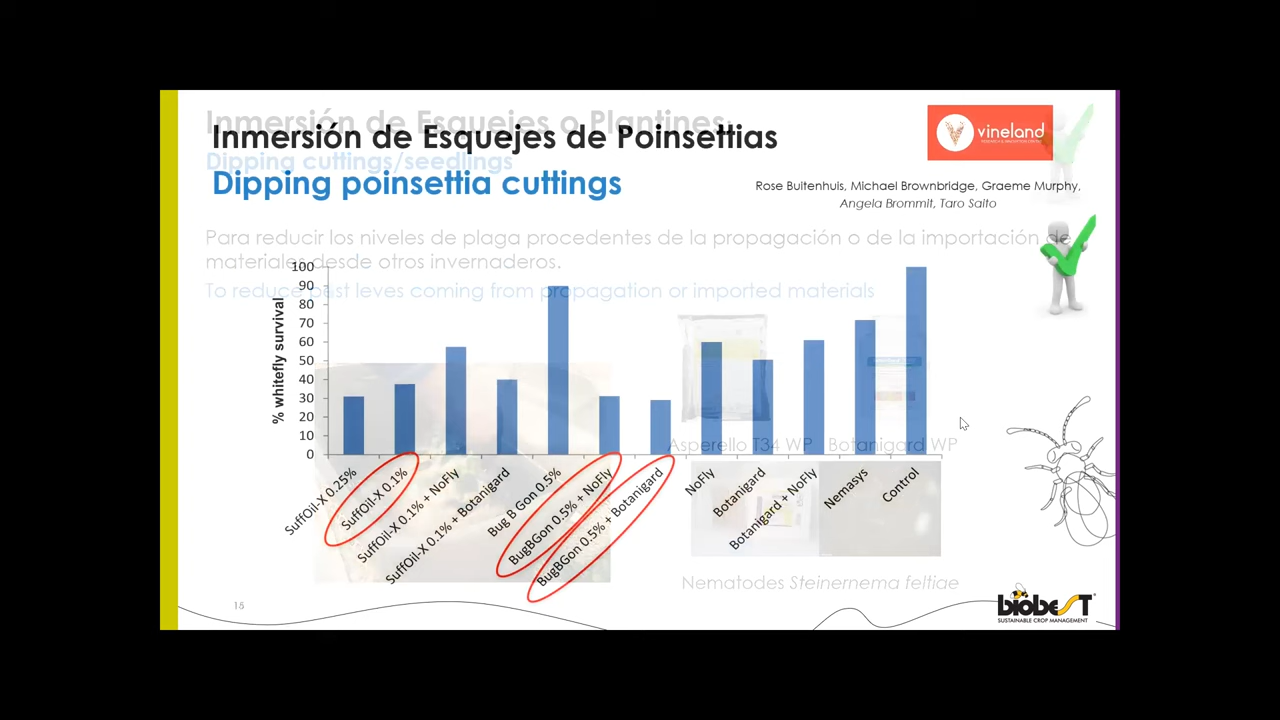 Inmersión de Esquejes o Plantines
Inmersión de Esquejes de Poinsettias
Dipping cuttings/seedlings
Dipping poinsettia cuttings
vineland
Rose Buitenhuis, Michael Brownbridge, Graeme Murphy,
Angela Brommit, Taro Saito
Para reducir los niveles de plaga procedentes de la propagación o de la importación de
materiales desde otros invernaderos.
To reduce pest leves coming from propagation or imported materials
% whitefly survival
100
90
80
70
60
50
40
30
20
10
0
Asperello T34 WP
Botanigard WP
SuffOil-X 0.25%
SuffOil-X 0.1%
SuffOil-X 0.1% + NoFly
SuffOil-X 0.1% + Botanigard
Bug B Gon 0.5%
BugBGon 0.5% + NoFly
BugBGon 0.5% + Botanigard
NoFly
Botanigard
Botanigard + NoFly
Nemasys
Control
Nematodes Steinernema feltiae
15
biobesT
SUSTAINABLE CROP MANAGEMENT